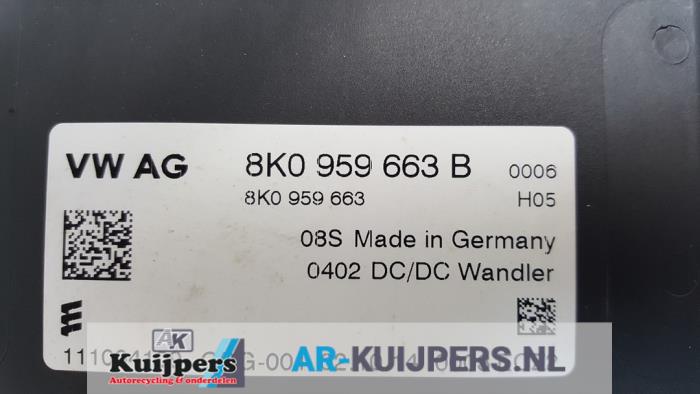 VW AG
8K0 959 663 B 0006
8K0 959 663 H05
08S Made in Germany
0402 DC/DC Wandler
AK
Kuijpers
Autorecycling & onderdelen
AR-KUIJPERS.NL